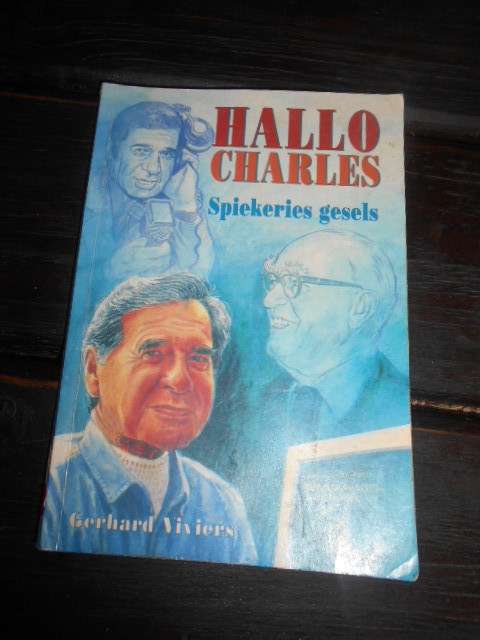 HALLO
CHARLES
Spiekeries gesels
Gerhard Viviers